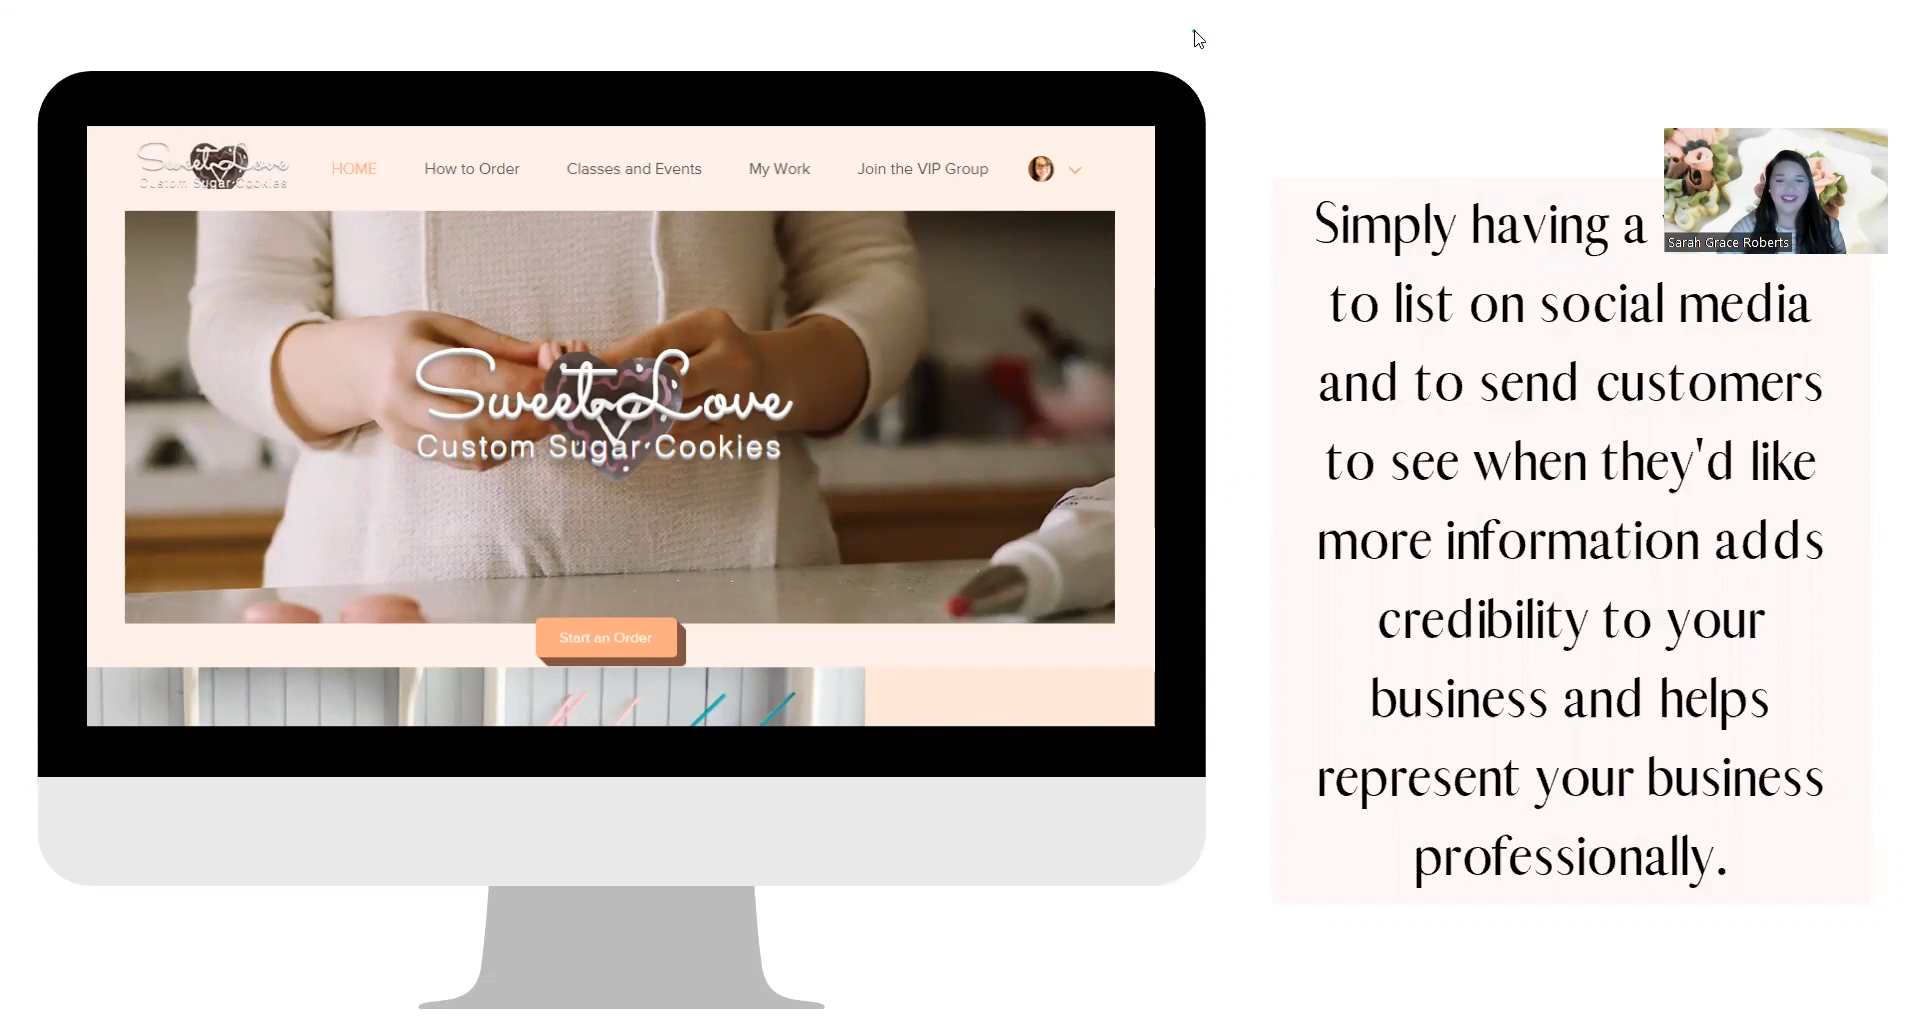 Sweet Love
Custom Sugar Cookies
HOME
How to Order
Classes and Events
My Work
Join the VIP Group
Sweet Love
Custom Sugar Cookies
Start an Order
Sarah Grace Roberts
Simply having a
to list on social media
and to send customers
to see when they'd like
more information adds
credibility to your
business and helps
represent your business
professionally.